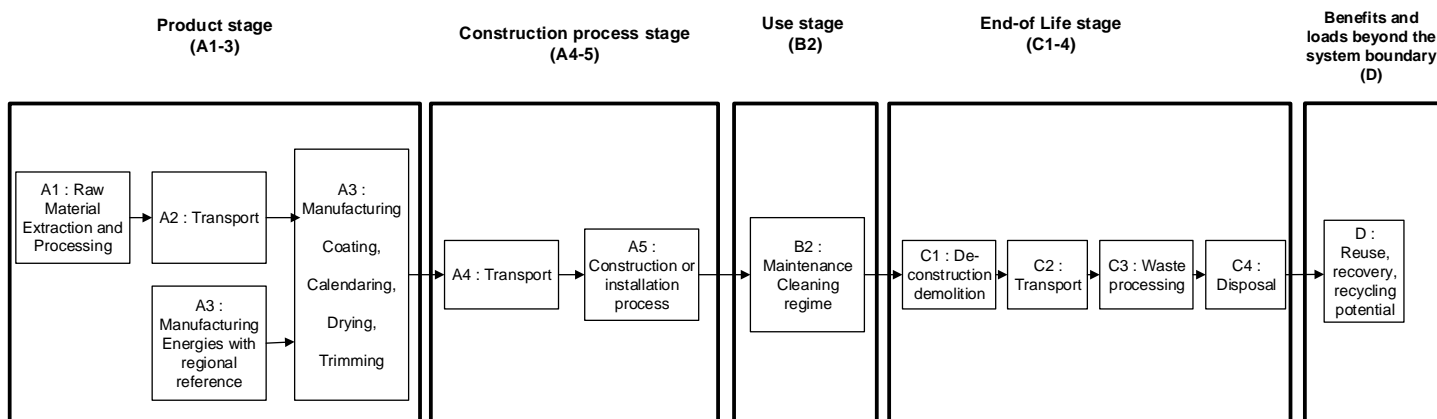 Product stage
(A1-3)
Construction process stage
(A4-5)
Use stage
(B2)
End-of Life stage
(C1-4)
Benefits and
loads beyond the
system boundary
(D)
A1 : Raw
Material
Extraction and
Processing
A2 : Transport
A3 :
Manufacturing
Energies with
regional
reference
A3 :
Manufacturing
Coating,
Calendaring,
Drying,
Trimming
A4 : Transport
A5 :
Construction or
installation
process
B2 :
Maintenance
Cleaning
regime
C1 : De-
construction
demolition
C2 :
Transport
C3 : Waste
processing
C4 :
Disposal
D :
Reuse,
recovery,
recycling
potential